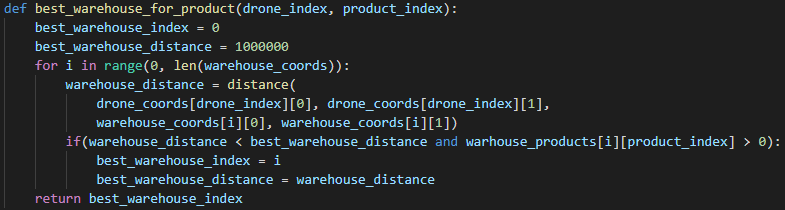 def best_warehouse_for_product(drone_index, product_index):
    best_warehouse_index = 0
    best_warehouse_distance = 1000000
    for i in range(0, len(warehouse_coords)):
        warehouse_distance = distance(
            drone_coords[drone_index][0], drone_coords[drone_index][1],
            warehouse_coords[i][0], warehouse_coords[i][1])
        if(warehouse_distance < best_warehouse_distance and warhouse_products[i][product_index] > 0):
            best_warehouse_index = i
            best_warehouse_distance = warehouse_distance
    return best_warehouse_index